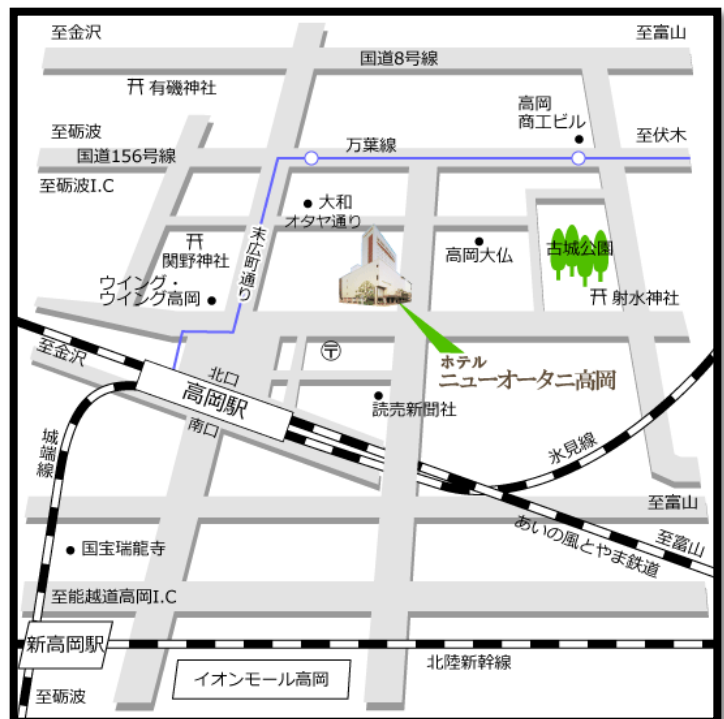 至金沢
至富山
国道8号線
有磯神社
高岡
商工ビル
至砺波
万葉線
至伏木
国道156号線
至砺波I.C
大和
オタヤ通り
末広町通り
関野神社
高岡大仏
古城公園
ウイング・
ウイング高岡
射水神社
至金沢
北口
高岡駅
南口
〒
ホテル
ニューオータニ高岡
読売新聞社
城端線
氷見線
至富山
あいの風とやま鉄道
至富山
国宝瑞龍寺
至能越道高岡I.C
新高岡駅
北陸新幹線
イオンモール高岡
至砺波